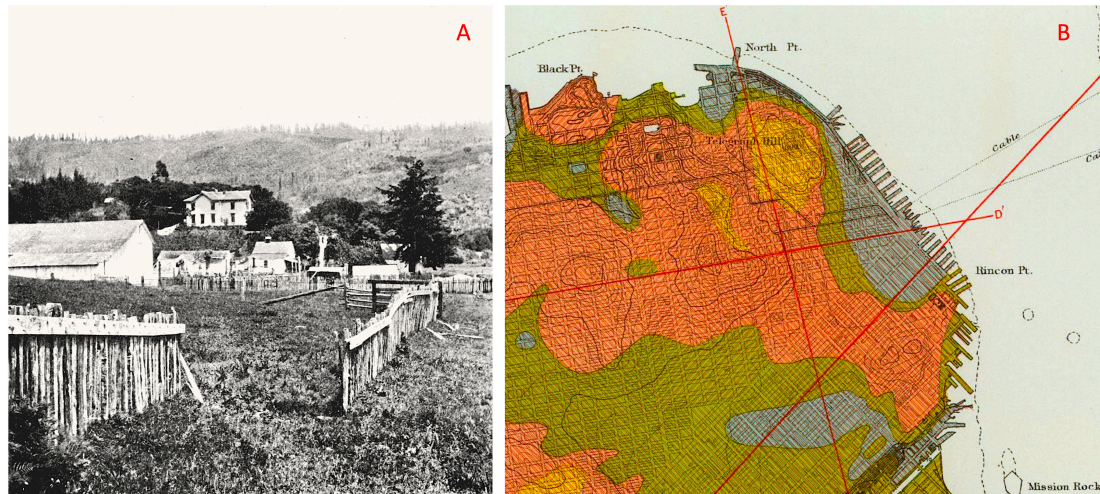 A
B
E
North Pt.
Black Pt.
Telegraph Hill
Cable
D'
Rincon Pt.
Mission Rock